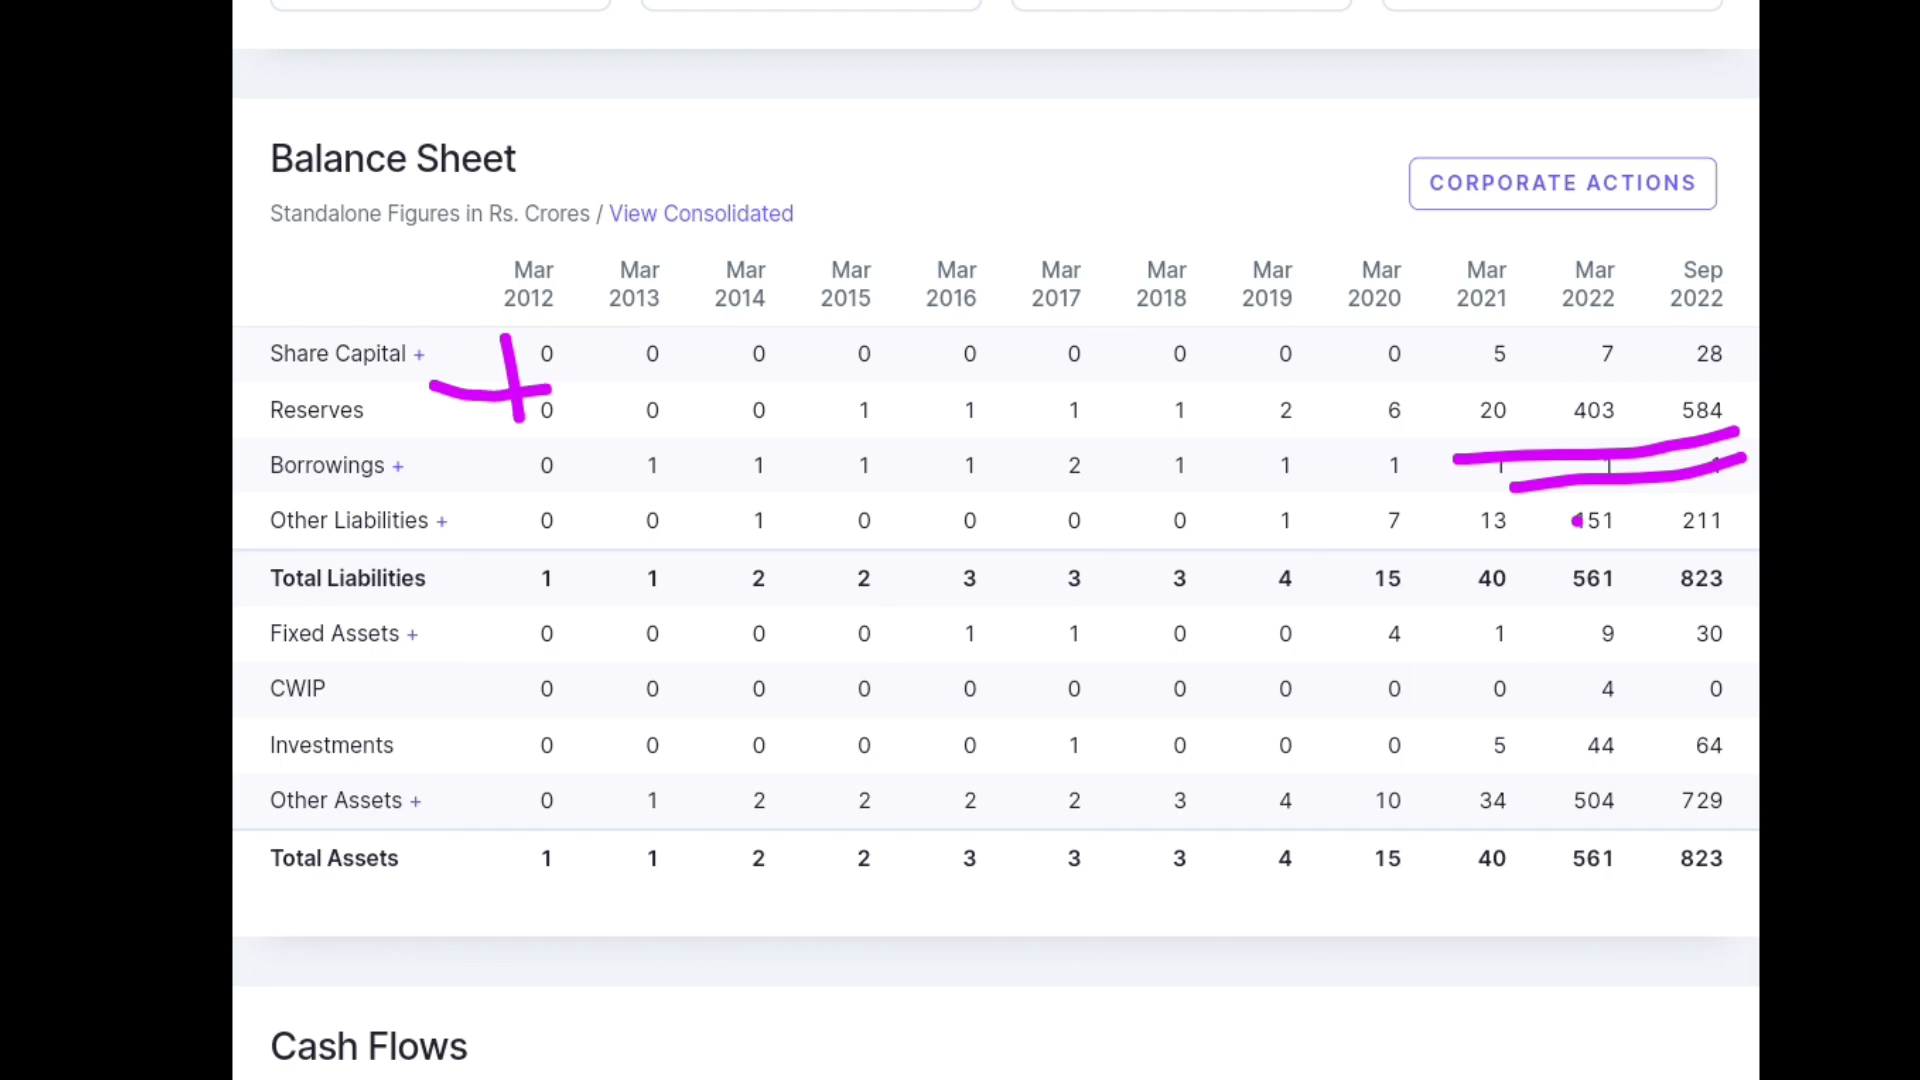 Balance Sheet
CORPORATE ACTIONS
Standalone Figures in Rs. Crores / View Consolidated
Mar 2012 Mar 2013 Mar 2014 Mar 2015 Mar 2016 Mar 2017 Mar 2018 Mar 2019 Mar 2020 Mar 2021 Mar 2022 Sep 2022
Share Capital + 0 0 0 0 0 0 0 0 0 5 7 28
Reserves 0 0 0 1 1 1 1 2 6 20 403 584
Borrowings + 0 1 1 1 1 2 1 1 1 1 1 1
Other Liabilities + 0 0 1 0 0 0 0 1 7 13 151 211
Total Liabilities 1 1 2 2 3 3 3 4 15 40 561 823
Fixed Assets + 0 0 0 0 1 1 0 0 4 1 9 30
CWIP 0 0 0 0 0 0 0 0 0 0 4 0
Investments 0 0 0 0 0 1 0 0 0 5 44 64
Other Assets + 0 1 2 2 2 2 3 4 10 34 504 729
Total Assets 1 1 2 2 3 3 3 4 15 40 561 823
Cash Flows